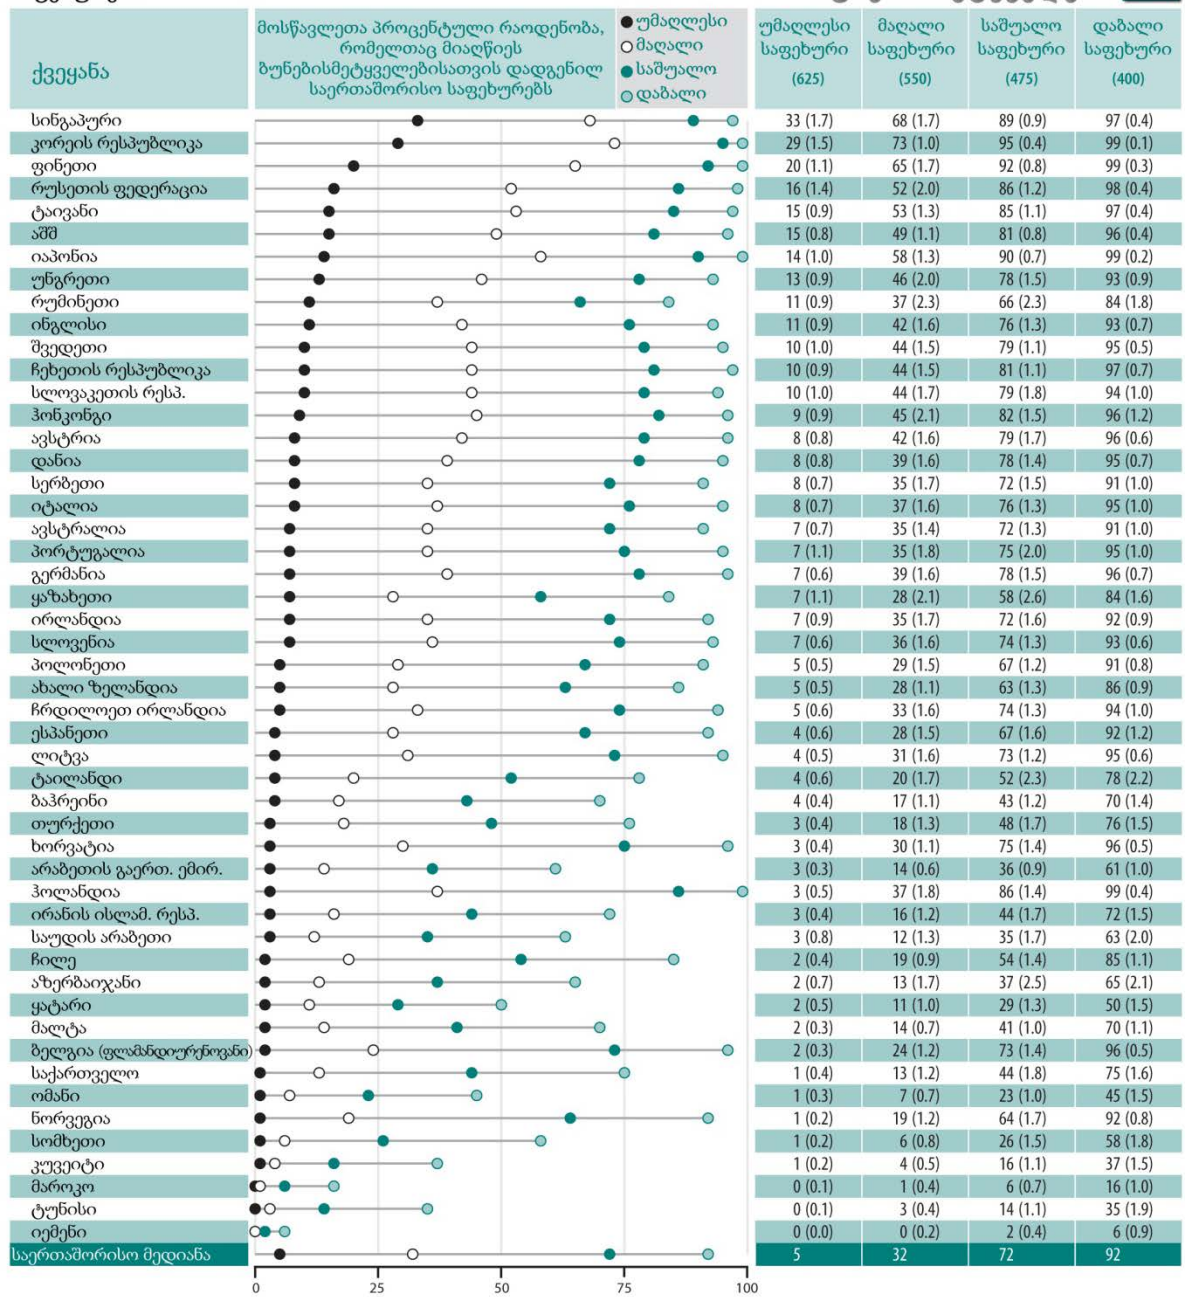 ქვეყანა
მოსწავლეთა პროცენტული რაოდენობა,
რომელთაც მიაღწიეს
ბუნებისმეტყველებისათვის დადგენილ
საერთაშორისო საფეხურებს
უმაღლესი
მაღალი
საშუალო
დაბალი
უმაღლესი საფეხური (625)
მაღალი საფეხური (550)
საშუალო საფეხური (475)
დაბალი საფეხური (400)
სინგაპური 33 (1.7) 68 (1.7) 89 (0.9) 97 (0.4)
კორეის რესპუბლიკა 29 (1.5) 73 (1.0) 95 (0.4) 99 (0.1)
ფინეთი 20 (1.1) 65 (1.7) 92 (0.8) 99 (0.3)
რუსეთის ფედერაცია 16 (1.4) 52 (2.0) 86 (1.2) 98 (0.4)
ტაივანი 15 (0.9) 53 (1.3) 85 (1.1) 97 (0.4)
აშშ 15 (0.8) 49 (1.1) 81 (0.8) 96 (0.4)
იაპონია 14 (1.0) 58 (1.3) 90 (0.7) 99 (0.2)
უნგრეთი 13 (0.9) 46 (2.0) 78 (1.5) 93 (0.9)
რუმინეთი 11 (0.9) 37 (2.3) 66 (2.3) 84 (1.8)
ინგლისი 11 (0.9) 42 (1.6) 76 (1.3) 93 (0.7)
შვედეთი 10 (1.0) 44 (1.5) 79 (1.1) 95 (0.5)
ჩეხეთის რესპუბლიკა 10 (0.9) 44 (1.5) 81 (1.1) 97 (0.7)
სლოვაკეთის რესპ. 10 (1.0) 44 (1.7) 79 (1.8) 94 (1.0)
ჰონკონგი 9 (0.9) 45 (2.1) 82 (1.5) 96 (1.2)
ავსტრია 8 (0.8) 42 (1.6) 79 (1.7) 96 (0.6)
დანია 8 (0.8) 39 (1.6) 78 (1.4) 95 (0.7)
სერბეთი 8 (0.7) 35 (1.7) 72 (1.5) 91 (1.0)
იტალია 8 (0.7) 37 (1.6) 76 (1.3) 95 (1.0)
ავსტრალია 7 (0.7) 35 (1.4) 72 (1.3) 91 (1.0)
პორტუგალია 7 (1.1) 35 (1.8) 75 (2.0) 95 (1.0)
გერმანია 7 (0.6) 39 (1.6) 78 (1.5) 96 (0.7)
ყაზახეთი 7 (1.1) 28 (2.1) 58 (2.6) 84 (1.6)
ირლანდია 7 (0.9) 35 (1.7) 72 (1.6) 92 (0.9)
სლოვენია 7 (0.6) 36 (1.6) 74 (1.3) 93 (0.6)
პოლონეთი 5 (0.5) 29 (1.5) 67 (1.2) 91 (0.8)
ახალი ზელანდია 5 (0.5) 28 (1.1) 63 (1.3) 86 (0.9)
ჩრდილოეთ ირლანდია 5 (0.6) 33 (1.6) 74 (1.3) 94 (1.0)
ესპანეთი 4 (0.6) 28 (1.5) 67 (1.6) 92 (1.2)
ლიტვა 4 (0.5) 31 (1.6) 73 (1.2) 95 (0.6)
ტაილანდი 4 (0.6) 20 (1.7) 52 (2.3) 78 (2.2)
ბაჰრეინი 4 (0.4) 17 (1.1) 43 (1.2) 70 (1.4)
თურქეთი 3 (0.4) 18 (1.3) 48 (1.7) 76 (1.5)
ხორვატია 3 (0.4) 30 (1.1) 75 (1.4) 96 (0.5)
არაბეთის გაერთ. ემირ. 3 (0.3) 14 (0.6) 36 (0.9) 61 (1.0)
ჰოლანდია 3 (0.5) 37 (1.8) 86 (1.4) 99 (0.4)
ირანის ისლამ. რესპ. 3 (0.4) 16 (1.2) 44 (1.7) 72 (1.5)
საუდის არაბეთი 3 (0.8) 12 (1.3) 35 (1.7) 63 (2.0)
ჩილე 2 (0.4) 19 (0.9) 54 (1.4) 85 (1.1)
აზერბაიჯანი 2 (0.7) 13 (1.7) 37 (2.5) 65 (2.1)
ყატარი 2 (0.5) 11 (1.0) 29 (1.3) 50 (1.5)
მალტა 2 (0.3) 14 (0.7) 41 (1.0) 70 (1.1)
ბელგია (ფლამანდიურენოვანი) 2 (0.3) 24 (1.2) 73 (1.4) 96 (0.5)
საქართველო 1 (0.4) 13 (1.2) 44 (1.8) 75 (1.6)
ომანი 1 (0.3) 7 (0.7) 23 (1.0) 45 (1.5)
ნორვეგია 1 (0.2) 19 (1.2) 64 (1.7) 92 (0.8)
სომხეთი 1 (0.2) 6 (0.8) 26 (1.5) 58 (1.8)
კუვეიტი 1 (0.2) 4 (0.5) 16 (1.1) 37 (1.5)
მაროკო 0 (0.1) 1 (0.4) 6 (0.7) 16 (1.0)
ტუნისი 0 (0.1) 3 (0.4) 14 (1.1) 35 (1.9)
იემენი 0 (0.0) 0 (0.2) 2 (0.4) 6 (0.9)
საერთაშორისო მედიანა 5 32 72 92
0 25 50 75 100